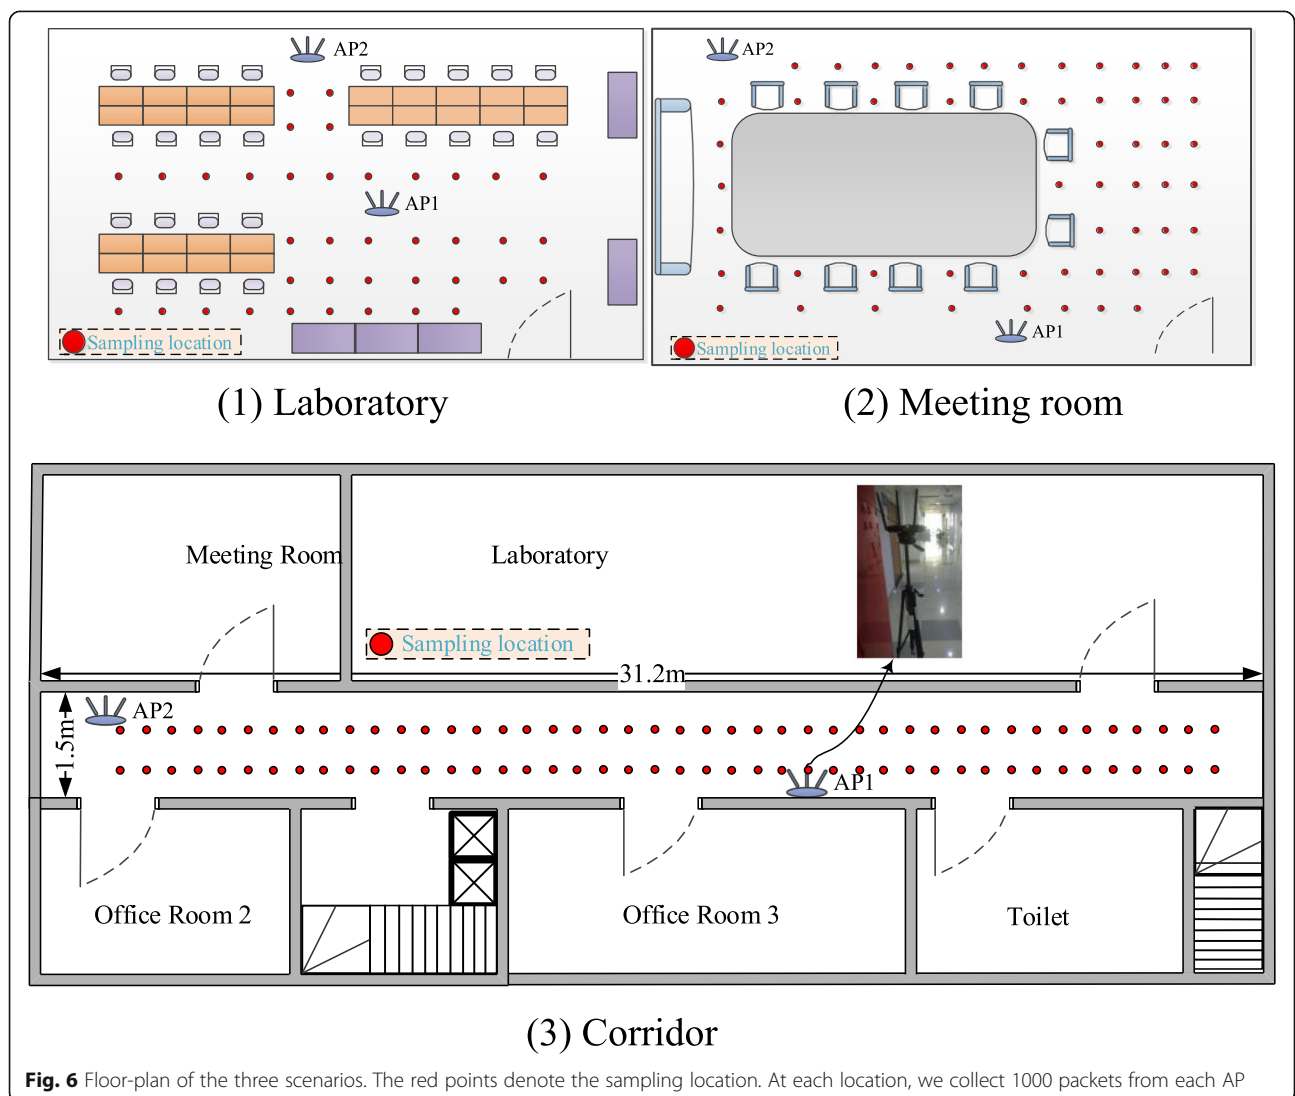 AP2
AP1
Sampling location
(1) Laboratory
AP2
AP1
Sampling location
(2) Meeting room
Meeting Room
Laboratory
Sampling location
31.2m
1.5m
AP2
AP1
Office Room 2
Office Room 3
Toilet
(3) Corridor
Fig. 6 Floor-plan of the three scenarios. The red points denote the sampling location. At each location, we collect 1000 packets from each AP